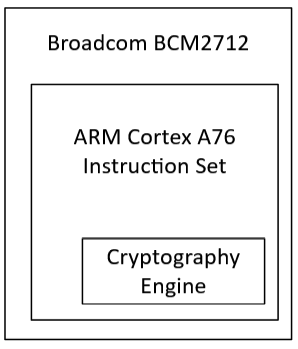 Broadcom BCM2712
ARM Cortex A76
Instruction Set
Cryptography
Engine